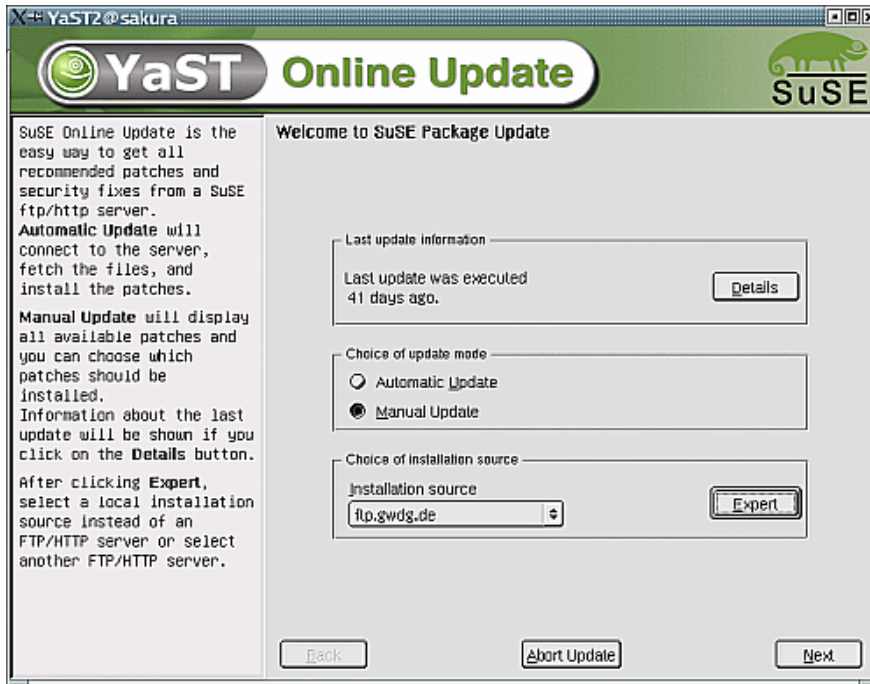 YaST2@sakura
YaST Online Update
SuSE
SuSE Online Update is the
easy way to get all
recommended patches and
security fixes from a SuSE
ftp/http server.
Automatic Update will
connect to the server,
fetch the files, and
install the patches.
Manual Update will display
all available patches and
you can choose which
patches should be
installed.
Information about the last
update will be shown if you
click on the Details button.
After clicking Expert,
select a local installation
source instead of an
FTP/HTTP server or select
another FTP/HTTP server.
Welcome to SuSE Package Update
Last update information
Last update was executed
41 days ago.
Details
Choice of update mode
Automatic Update
Manual Update
Choice of installation source
Installation source
ftp.gwdg.de
Expert
Back
Abort Update
Next